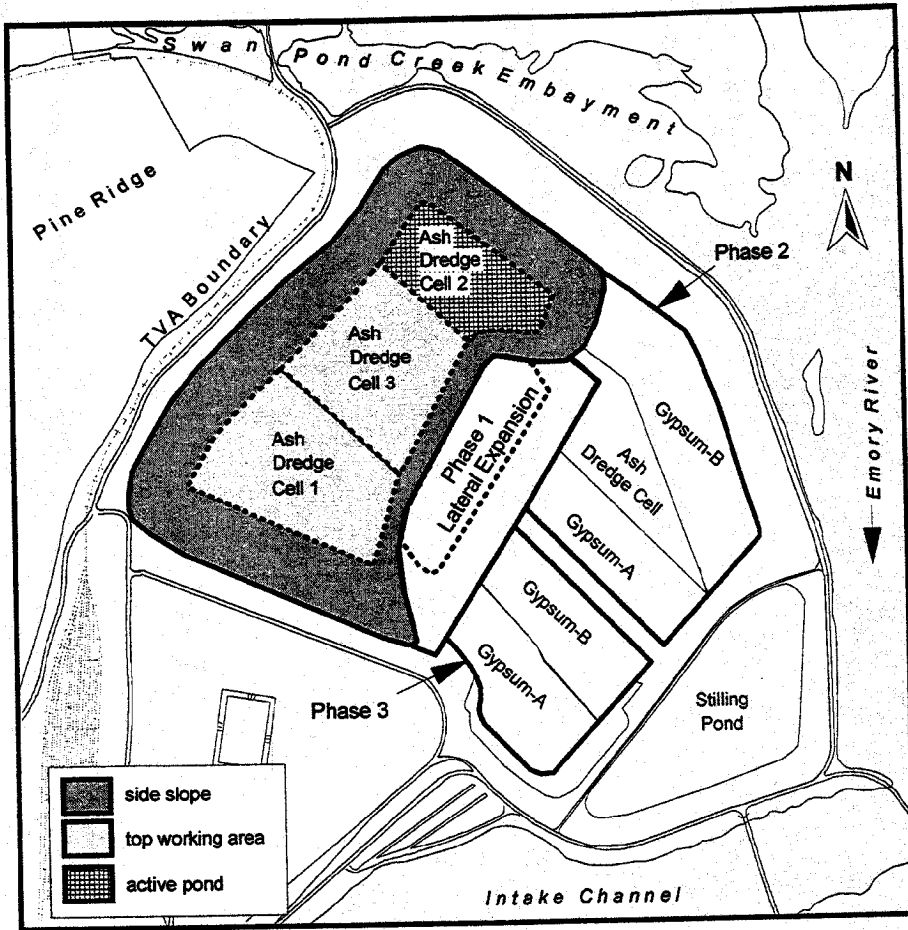 Swan Pond Creek Embayment
Pine Ridge
TVA Boundary
N
Phase 2
Ash
Dredge
Cell 2
Ash
Dredge
Cell 3
Ash
Dredge
Cell 1
Phase 1
Lateral Expansion
Gypsum-B
Ash
Dredge Cell
Gypsum-A
Emory River
Gypsum-B
Gypsum-A
Phase 3
Stilling
Pond
side slope
top working area
active pond
Intake Channel